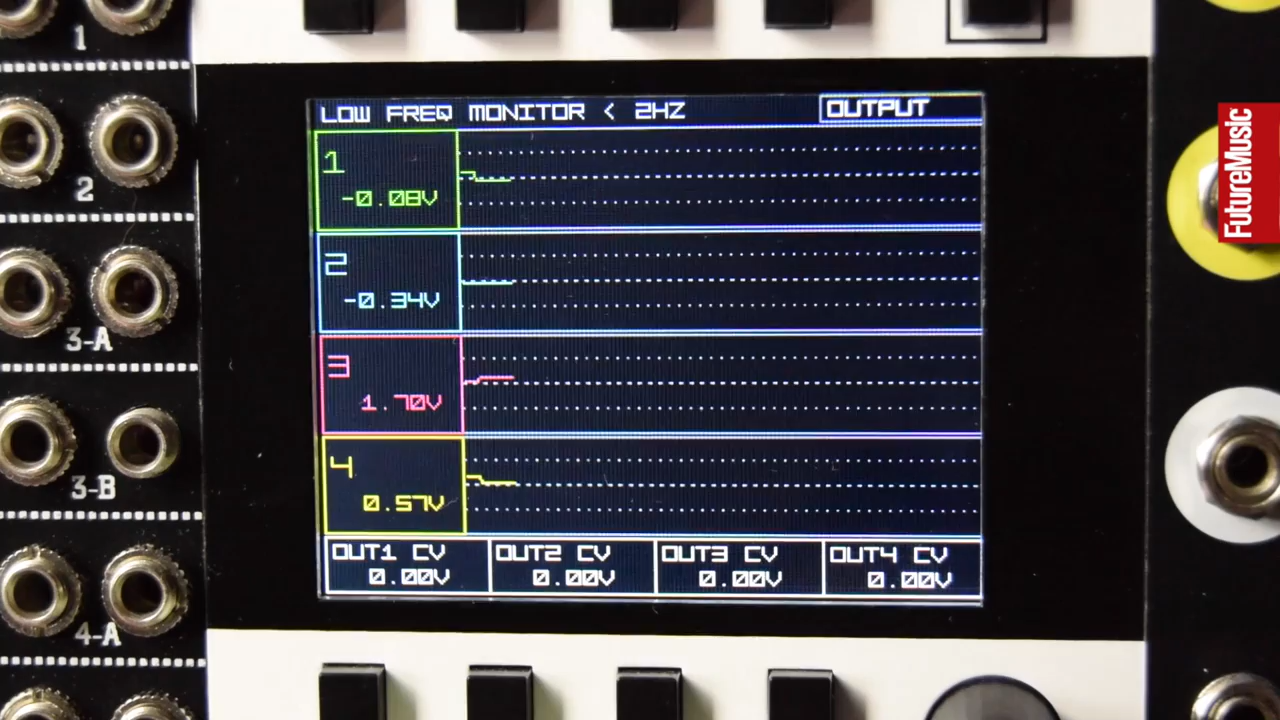 1
2
3-A
3-B
4-A
LOW FREQ MONITOR < 2HZ
OUTPUT
1
-0.08V
2
-0.34V
3
1.70V
4
0.57V
OUT1 CV
0.00V
OUT2 CV
0.00V
OUT3 CV
0.00V
OUT4 CV
0.00V
FutureMusic